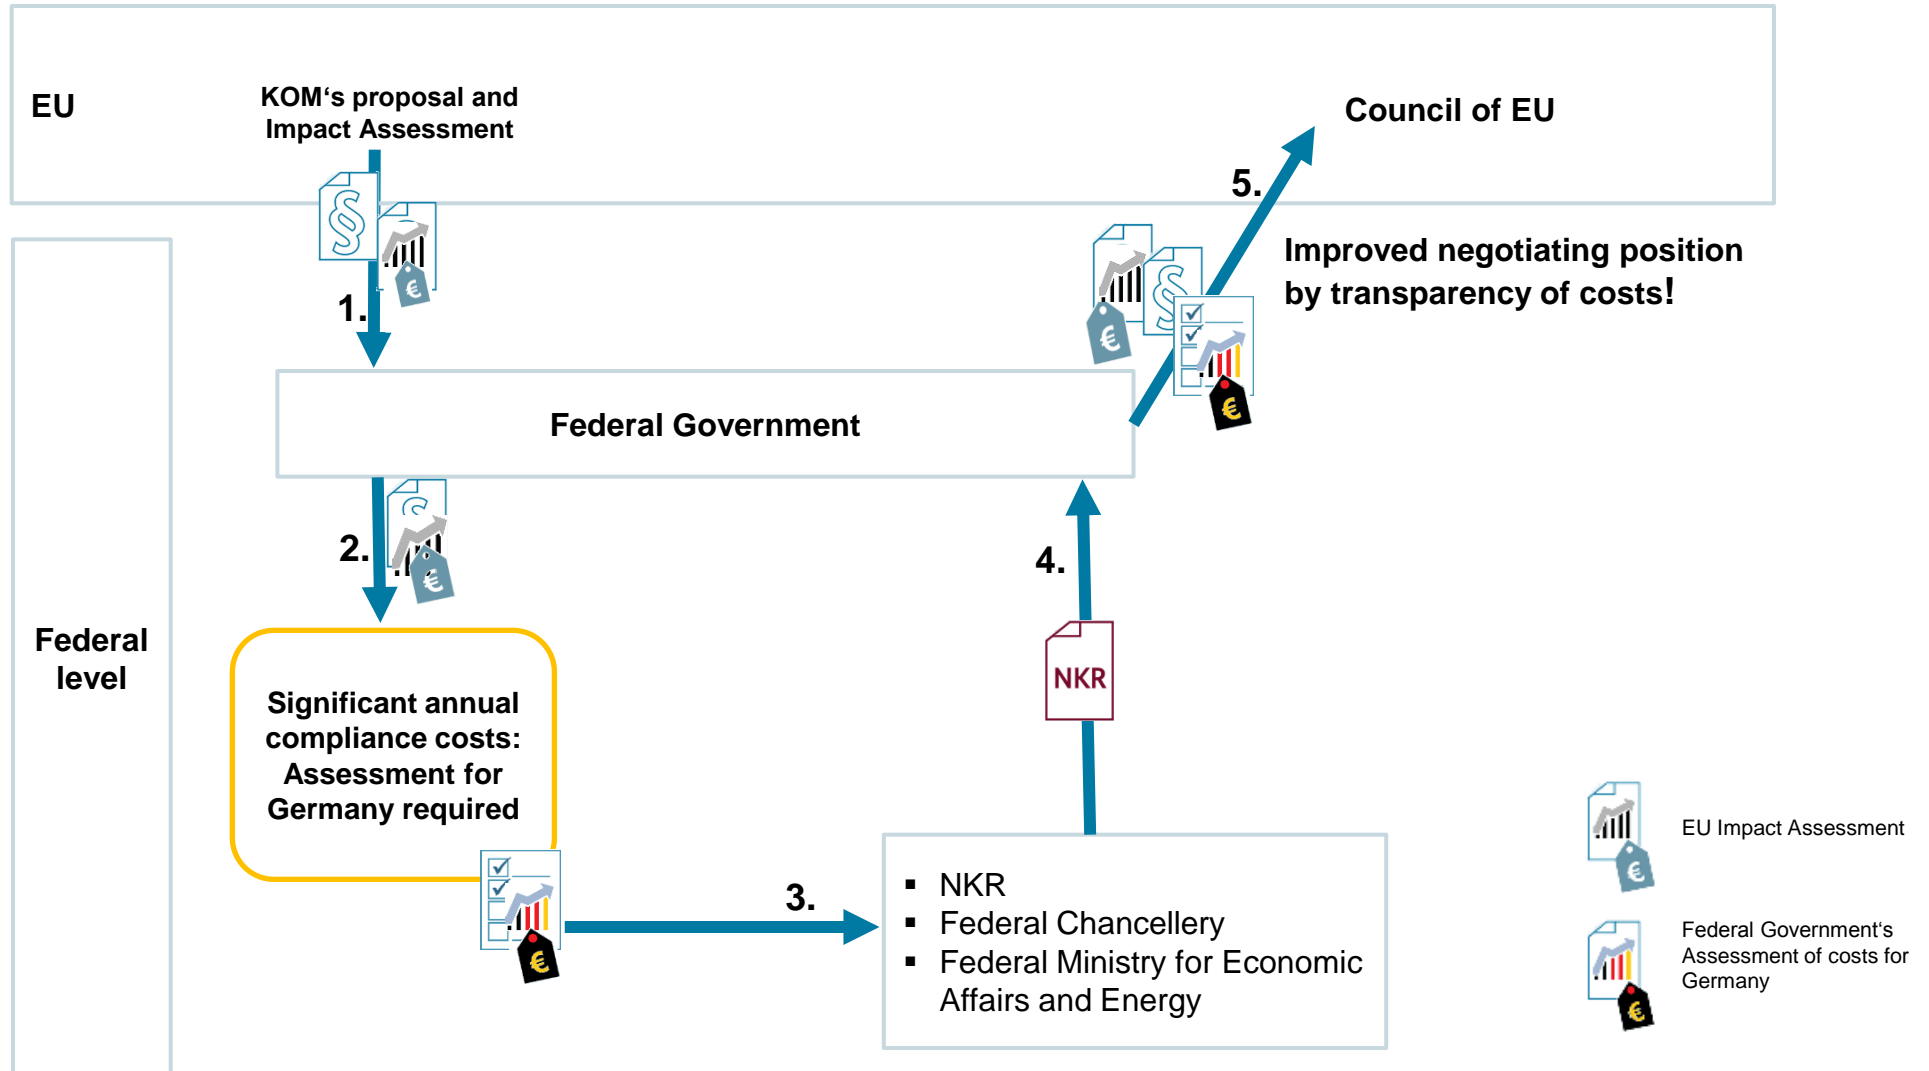 EU
KOM‘s proposal and
Impact Assessment
Council of EU
§
€
1.
5.
Improved negotiating position
by transparency of costs!
§
€
€
Federal Government
§
€
2.
4.
NKR
Federal
level
Significant annual
compliance costs:
Assessment for
Germany required
€
3.
▪ NKR
▪ Federal Chancellery
▪ Federal Ministry for Economic
Affairs and Energy
€
EU Impact Assessment
€
Federal Government‘s
Assessment of costs for
Germany